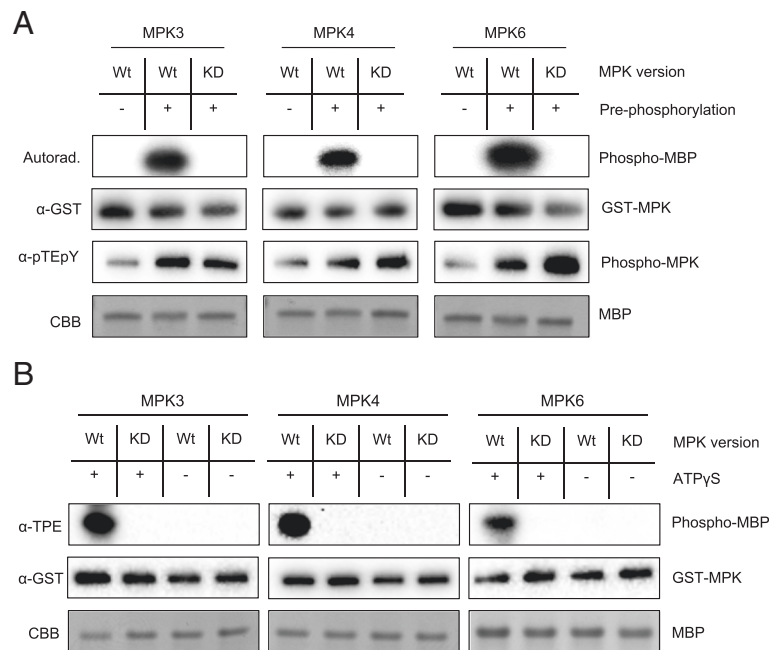 A
MPK3 MPK4 MPK6
Wt Wt KD Wt Wt KD Wt Wt KD MPK version
- + + - + + - + + Pre-phosphorylation
Autorad. Phospho-MBP
α-GST GST-MPK
α-pTEpY Phospho-MPK
CBB MBP
B
MPK3 MPK4 MPK6
Wt KD Wt KD Wt KD Wt KD Wt KD Wt KD MPK version
+ + - - + + - - + + - - ATPγS
α-TPE Phospho-MBP
α-GST GST-MPK
CBB MBP